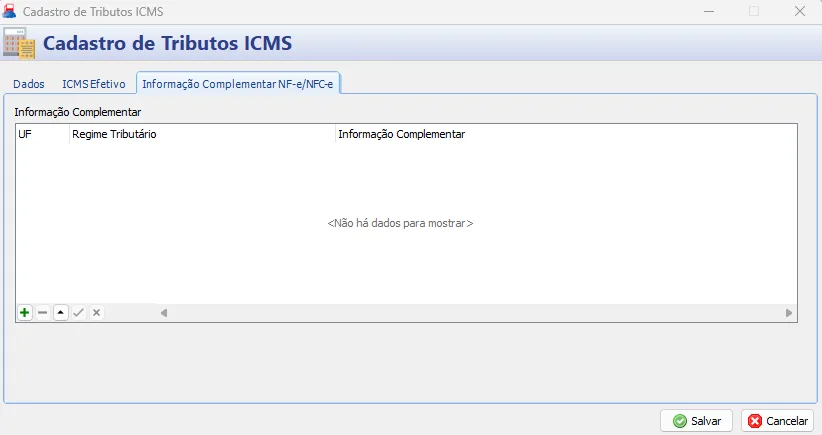 Cadastro de Tributos ICMS
Cadastro de Tributos ICMS
Dados ICMS Efetivo Informação Complementar NF-e/NFC-e
Informação Complementar
UF Regime Tributário Informação Complementar
<Não há dados para mostrar>
Salvar Cancelar